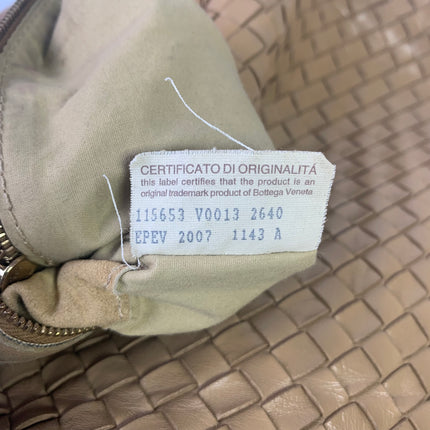 CERTIFICATO DI ORIGINALITÁ
this label certifies that the product is an
original trademark product of Bottega Veneta
115653 V0013 2640
EPEV 2007 1143 A